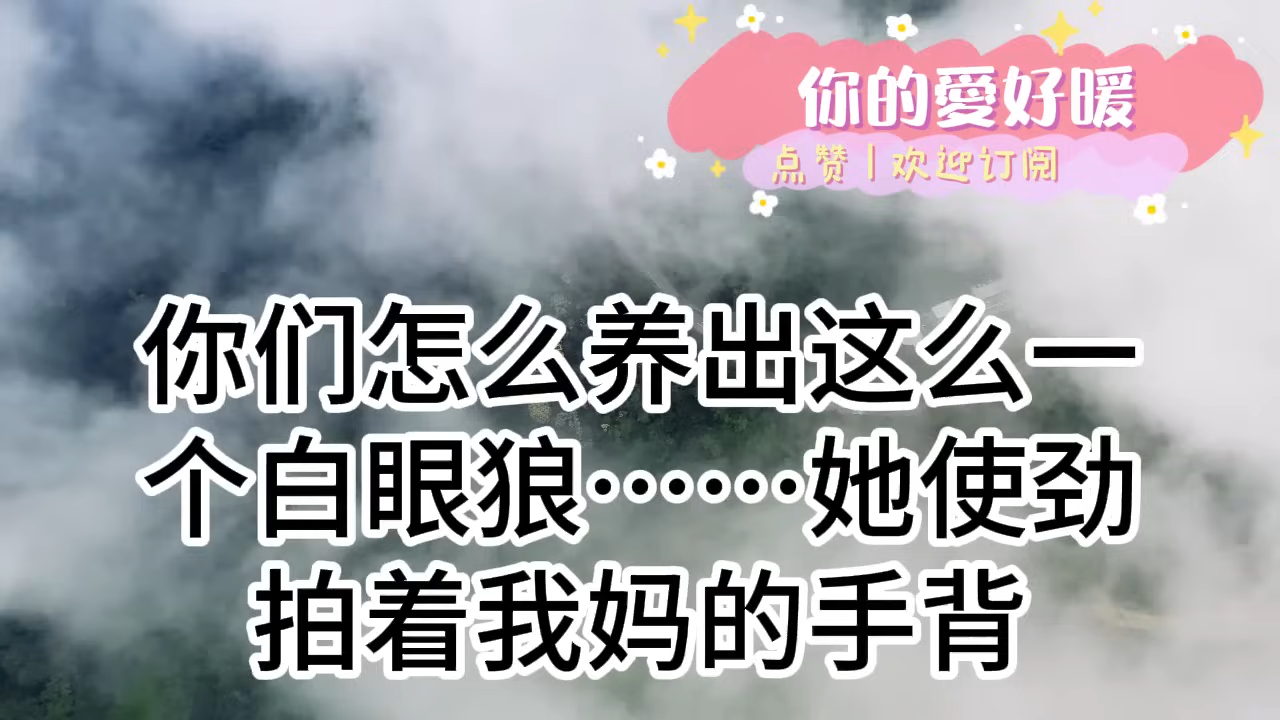 你的愛好暖
点赞丨欢迎订阅
你们怎么养出这么一
个白眼狼……她使劲
拍着我妈的手背